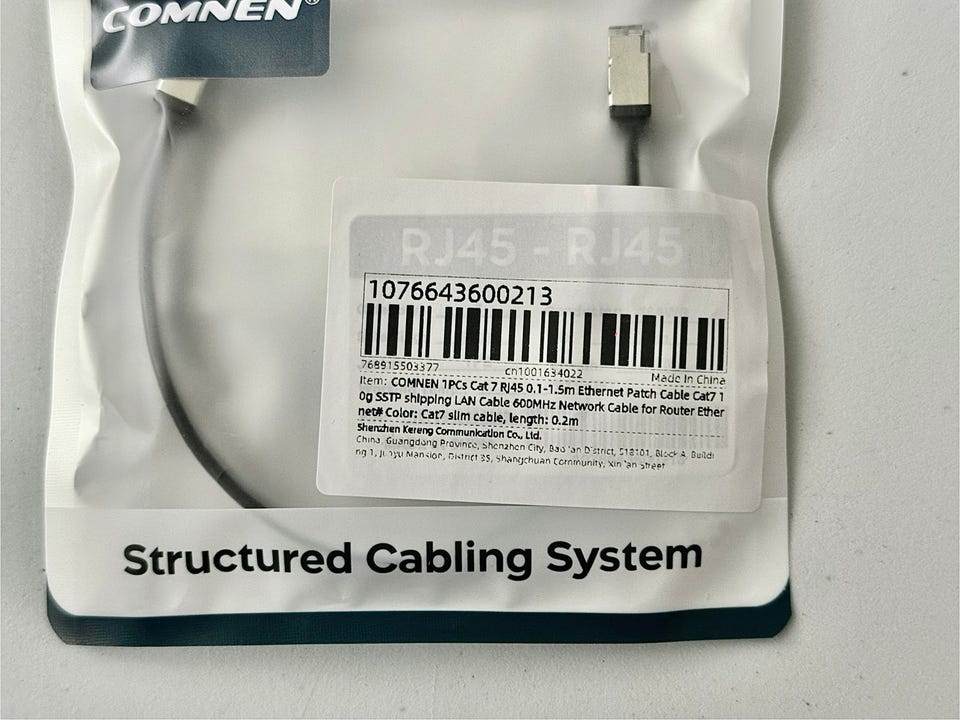 COMNEN®
RJ45 - RJ45
1076643600213
768915503377 cn1001634022 Made In China
Item: COMNEN 1PCs Cat 7 RJ45 0.1-1.5m Ethernet Patch Cable Cat7 1
0g SSTP shipping LAN Cable 600MHz Network Cable for Router Ether
net# Color: Cat7 slim cable, length: 0.2m
Shenzhen Kereng Communication Co., Ltd.
China, Guangdong Province, Shenzhen City, Bao 'an District, 518101, Block A, Buildi
ng 1, Ji 'yu Mansion, District 35, Shangchuan Community, Xin 'an Street
Structured Cabling System